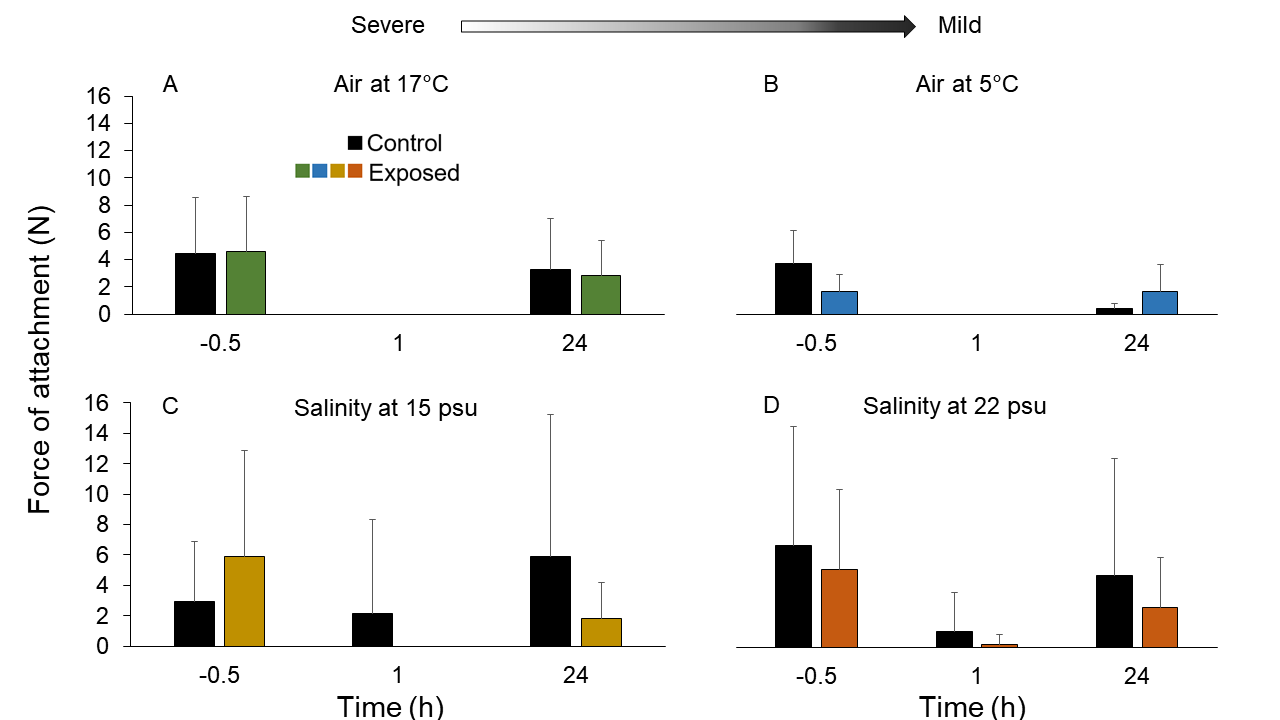 Severe Mild
A Air at 17°C
B Air at 5°C
16
14
12
10
8
6
4
2
0
Control
Exposed
-0.5 1 24
-0.5 1 24
Force of attachment (N)
C Salinity at 15 psu
D Salinity at 22 psu
16
14
12
10
8
6
4
2
0
-0.5 1 24
-0.5 1 24
Time (h)
Time (h)